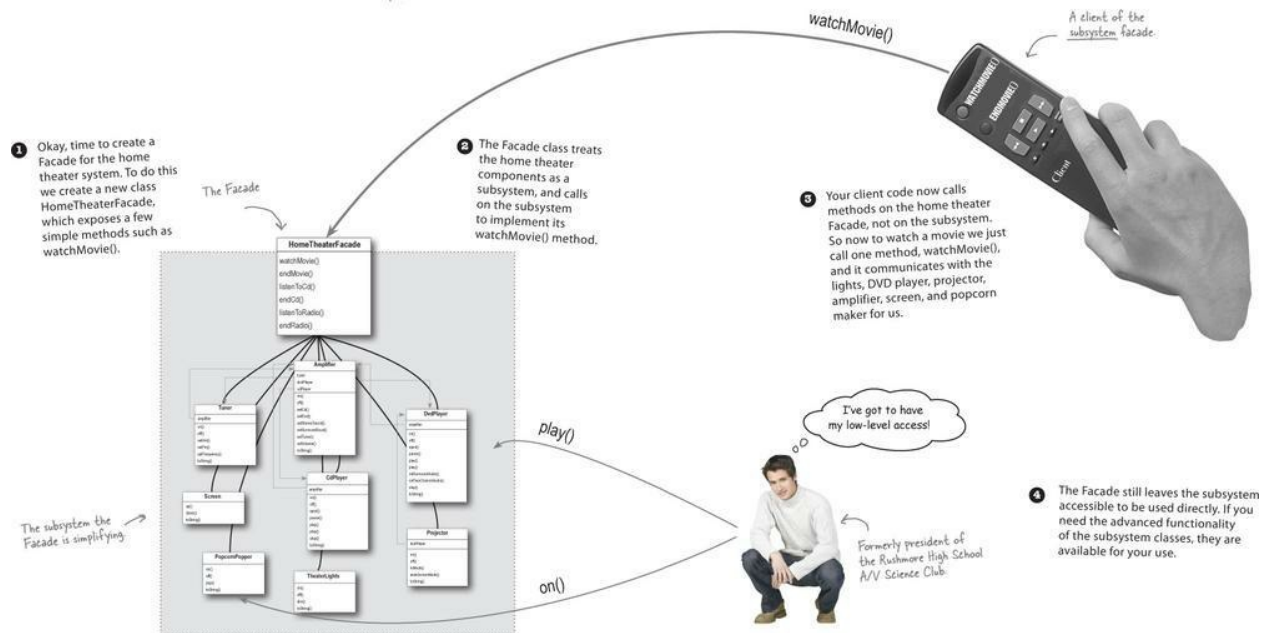 watchMovie()
A client of the
subsystem facade.
WATCHMOVIE()
ENDMOVIE()
Client
1 Okay, time to create a
Facade for the home
theater system. To do this
we create a new class
HomeTheaterFacade,
which exposes a few
simple methods such as
watchMovie().
The Facade
2 The Facade class treats
the home theater
components as a
subsystem, and calls
on the subsystem
to implement its
watchMovie() method.
3 Your client code now calls
methods on the home theater
Facade, not on the subsystem.
So now to watch a movie we just
call one method, watchMovie(),
and it communicates with the
lights, DVD player, projector,
amplifier, screen, and popcorn
maker for us.
HomeTheaterFacade
watchMovie()
endMovie()
listenToCd()
endCd()
listenToRadio()
endRadio()
Amplifier
Tuner
DvdPlayer
CdPlayer
Screen
Projector
PopcornPopper
TheaterLights
The subsystem the
Facade is simplifying.
play()
on()
I've got to have
my low-level access!
Formerly president of
the Rushmore High School
A/V Science Club.
4 The Facade still leaves the subsystem
accessible to be used directly. If you
need the advanced functionality
of the subsystem classes, they are
available for your use.